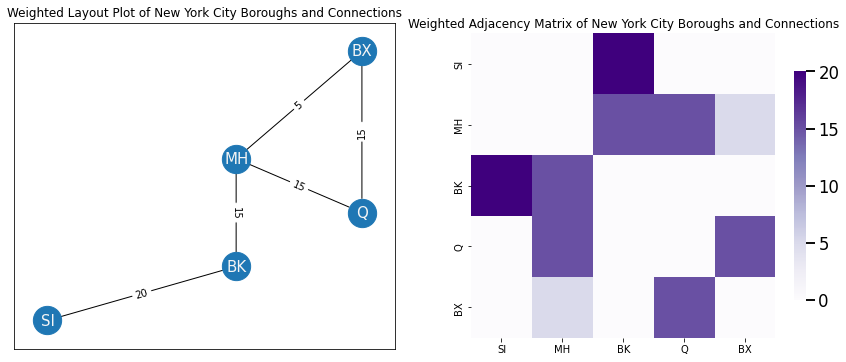 Weighted Layout Plot of New York City Boroughs and Connections
BX
5
15
MH
15
Q
15
BK
20
SI
Weighted Adjacency Matrix of New York City Boroughs and Connections
SI
MH
BK
Q
BX
SI MH BK Q BX
20
15
10
5
0